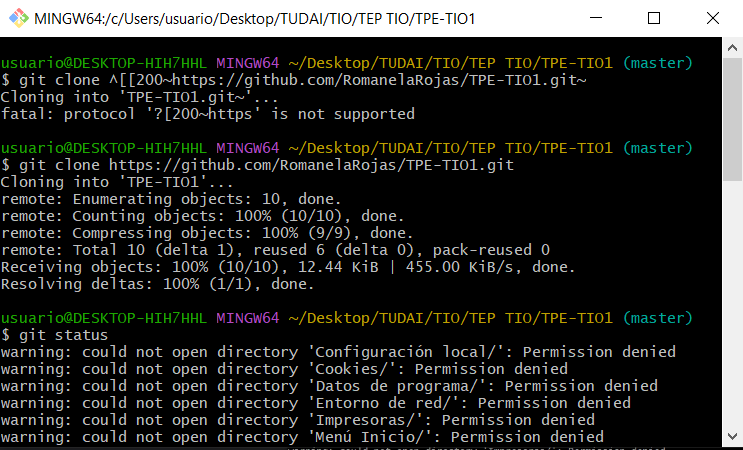 MINGW64:/c/Users/usuario/Desktop/TUDAI/TIO/TEP TIO/TPE-TIO1
usuario@DESKTOP-HIH7HHL MINGW64 ~/Desktop/TUDAI/TIO/TEP TIO/TPE-TIO1 (master)
$ git clone ^[[200~https://github.com/RomanelaRojas/TPE-TIO1.git~
Cloning into 'TPE-TIO1.git~'...
fatal: protocol '?[200~https' is not supported
usuario@DESKTOP-HIH7HHL MINGW64 ~/Desktop/TUDAI/TIO/TEP TIO/TPE-TIO1 (master)
$ git clone https://github.com/RomanelaRojas/TPE-TIO1.git
Cloning into 'TPE-TIO1'...
remote: Enumerating objects: 10, done.
remote: Counting objects: 100% (10/10), done.
remote: Compressing objects: 100% (9/9), done.
remote: Total 10 (delta 1), reused 6 (delta 0), pack-reused 0
Receiving objects: 100% (10/10), 12.44 KiB | 455.00 KiB/s, done.
Resolving deltas: 100% (1/1), done.
usuario@DESKTOP-HIH7HHL MINGW64 ~/Desktop/TUDAI/TIO/TEP TIO/TPE-TIO1 (master)
$ git status
warning: could not open directory 'Configuración local/': Permission denied
warning: could not open directory 'Cookies/': Permission denied
warning: could not open directory 'Datos de programa/': Permission denied
warning: could not open directory 'Entorno de red/': Permission denied
warning: could not open directory 'Impresoras/': Permission denied
warning: could not open directory 'Menú Inicio/': Permission denied